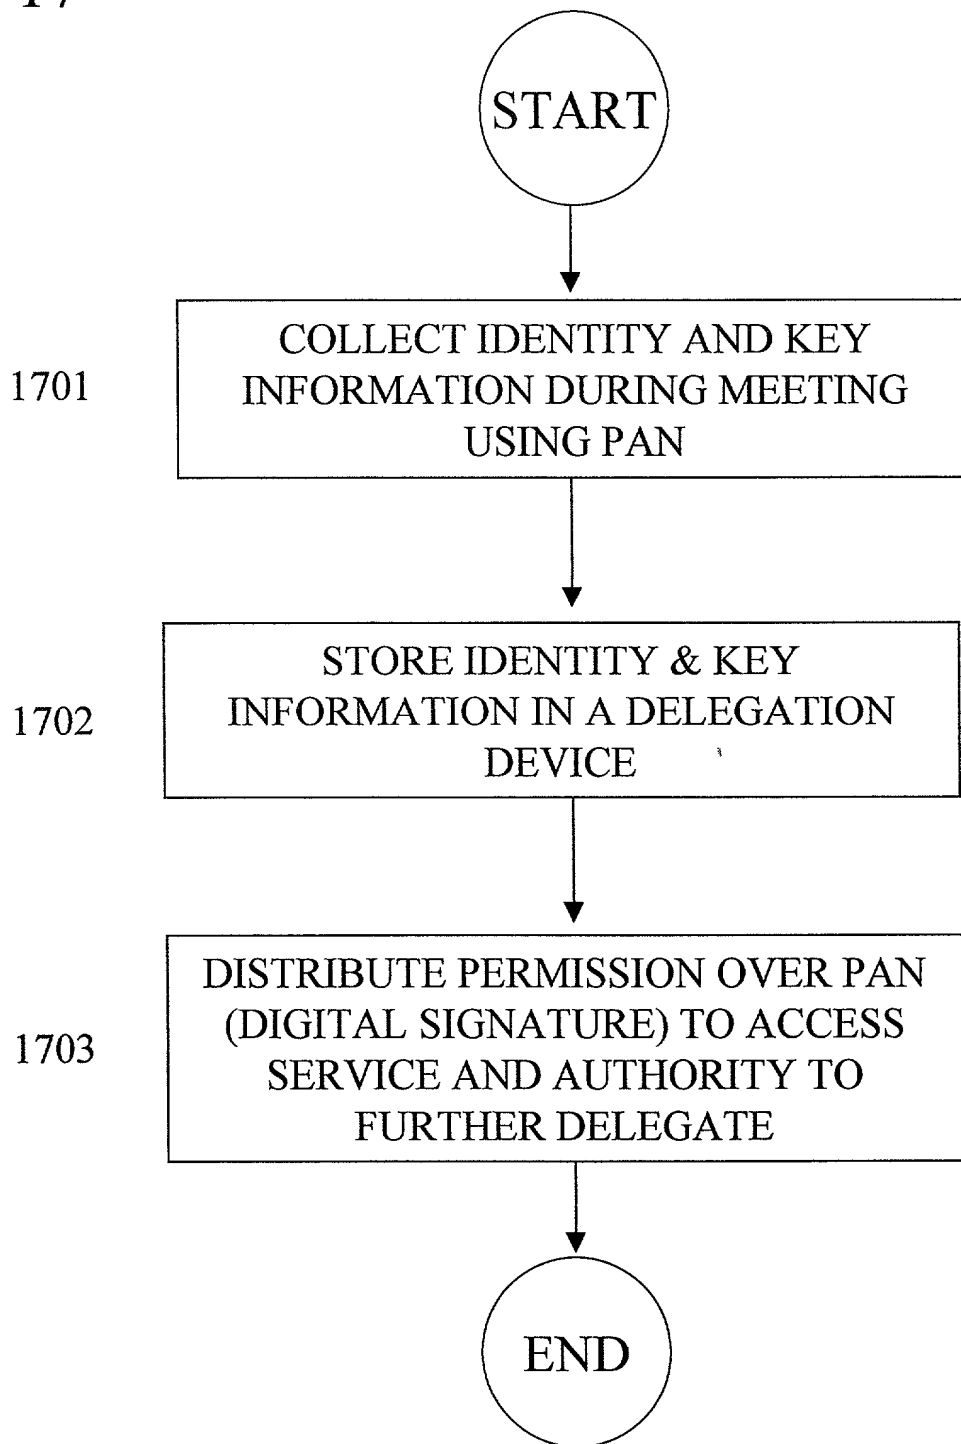 START
1701
COLLECT IDENTITY AND KEY
INFORMATION DURING MEETING
USING PAN
1702
STORE IDENTITY & KEY
INFORMATION IN A DELEGATION
DEVICE
1703
DISTRIBUTE PERMISSION OVER PAN
(DIGITAL SIGNATURE) TO ACCESS
SERVICE AND AUTHORITY TO
FURTHER DELEGATE
END